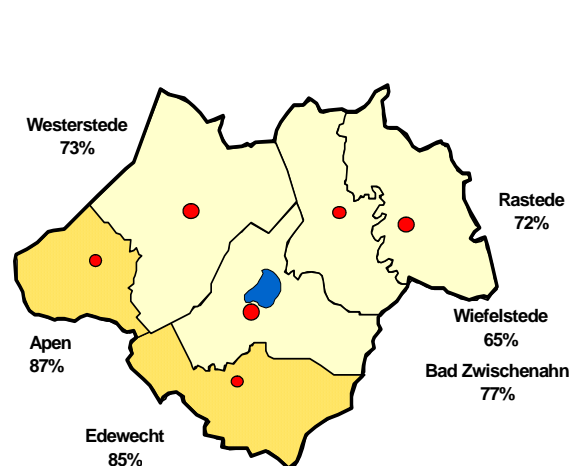 Westerstede
73%
Rastede
72%
Wiefelstede
65%
Apen
87%
Bad Zwischenahn
77%
Edewecht
85%